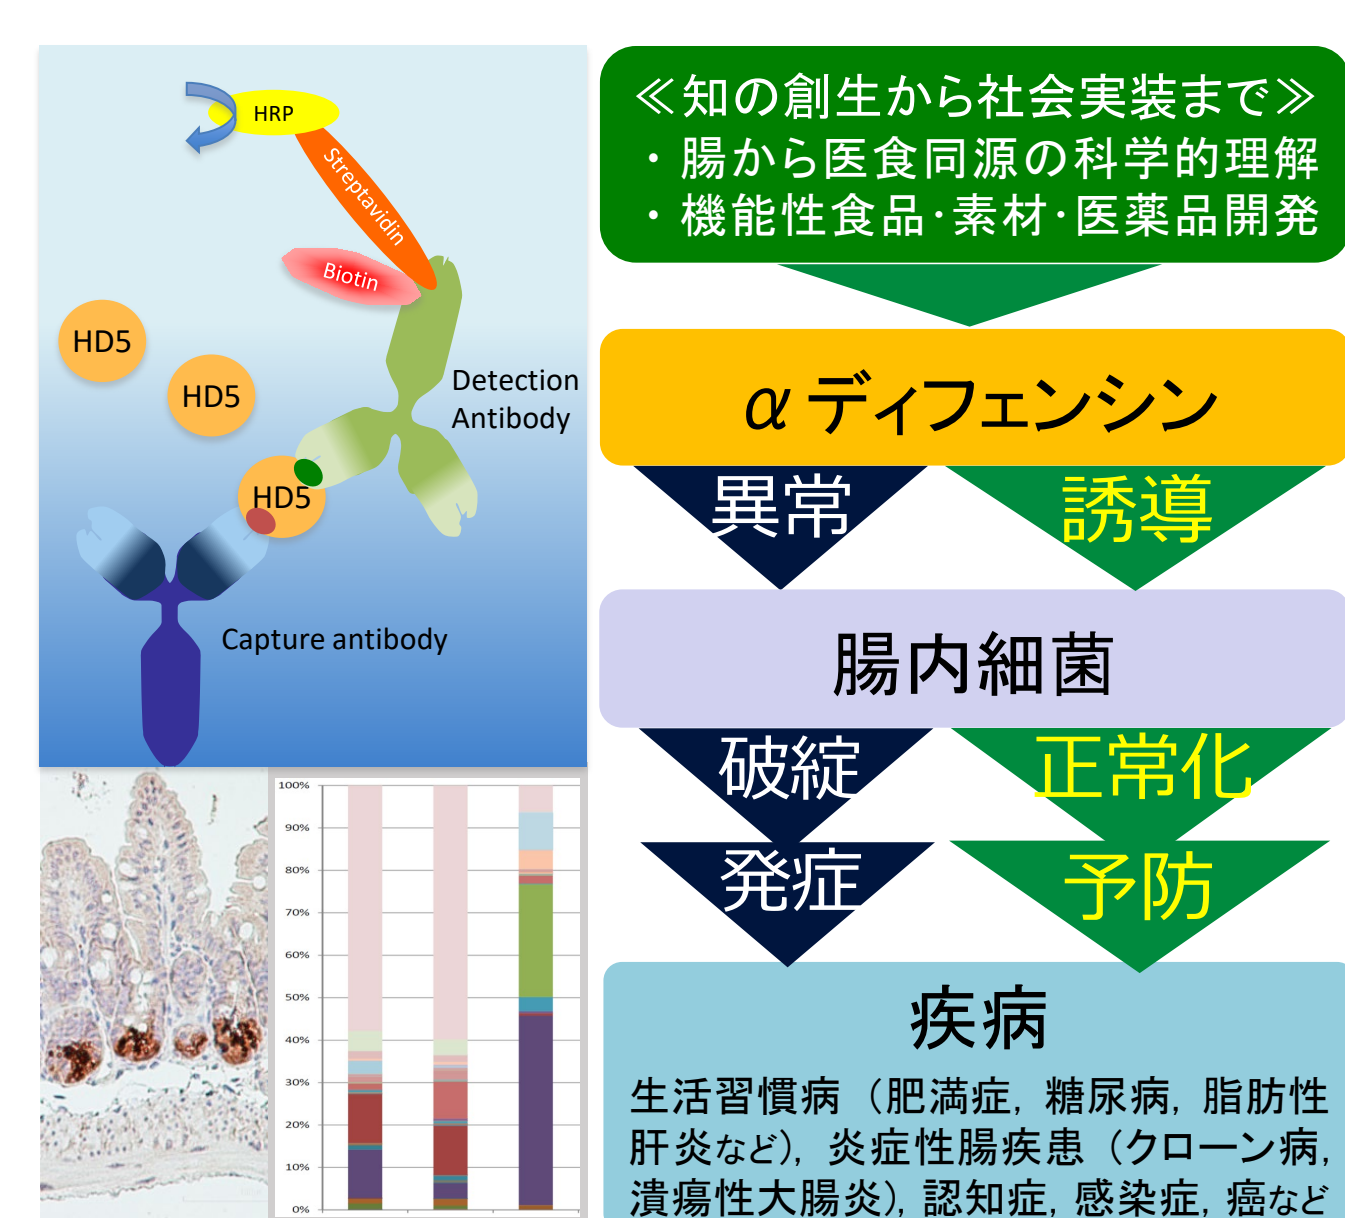 HRP
Streptavidin
Biotin
HD5
HD5
Detection
Antibody
HD5
Capture antibody
100%
90%
80%
70%
60%
50%
40%
30%
20%
10%
0%
≪知の創生から社会実装まで≫
・腸から医食同源の科学的理解
・機能性食品・素材・医薬品開発
αディフェンシン
異常
誘導
腸内細菌
破綻
正常化
発症
予防
疾病
生活習慣病（肥満症, 糖尿病, 脂肪性
肝炎など), 炎症性腸疾患（クローン病,
潰瘍性大腸炎), 認知症, 感染症, 癌など